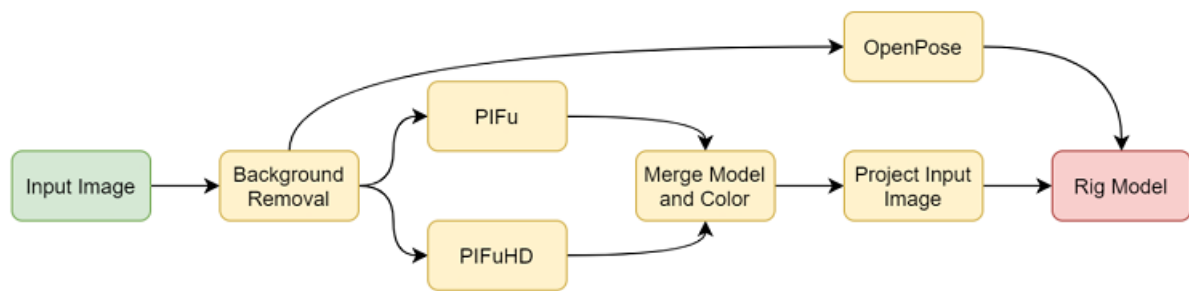 OpenPose
PIFu
Input Image
Background
Removal
Merge Model
and Color
Project Input
Image
Rig Model
PIFuHD